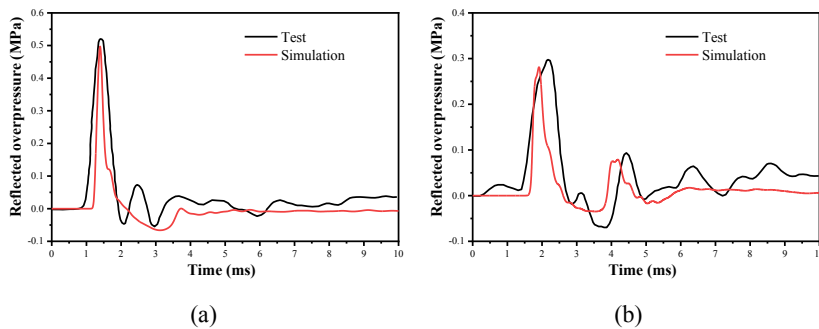 0.6
0.5
0.4
0.3
0.2
0.1
0.0
-0.1
Reflected overpressure (MPa)
Test
Simulation
0 1 2 3 4 5 6 7 8 9 10
Time (ms)
(a)
0.4
0.3
0.2
0.1
0.0
-0.1
Reflected overpressure (MPa)
Test
Simulation
0 1 2 3 4 5 6 7 8 9 10
Time (ms)
(b)